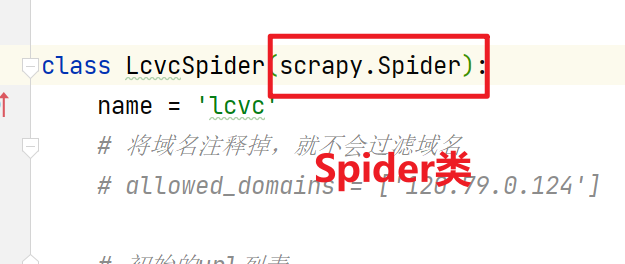 class LcvcSpider(scrapy.Spider):
name = 'lcvc'
# 将域名注释掉，就不会过滤域名
Spider类
# allowed_domains = ['120.79.0.124']
# 初始的url列表